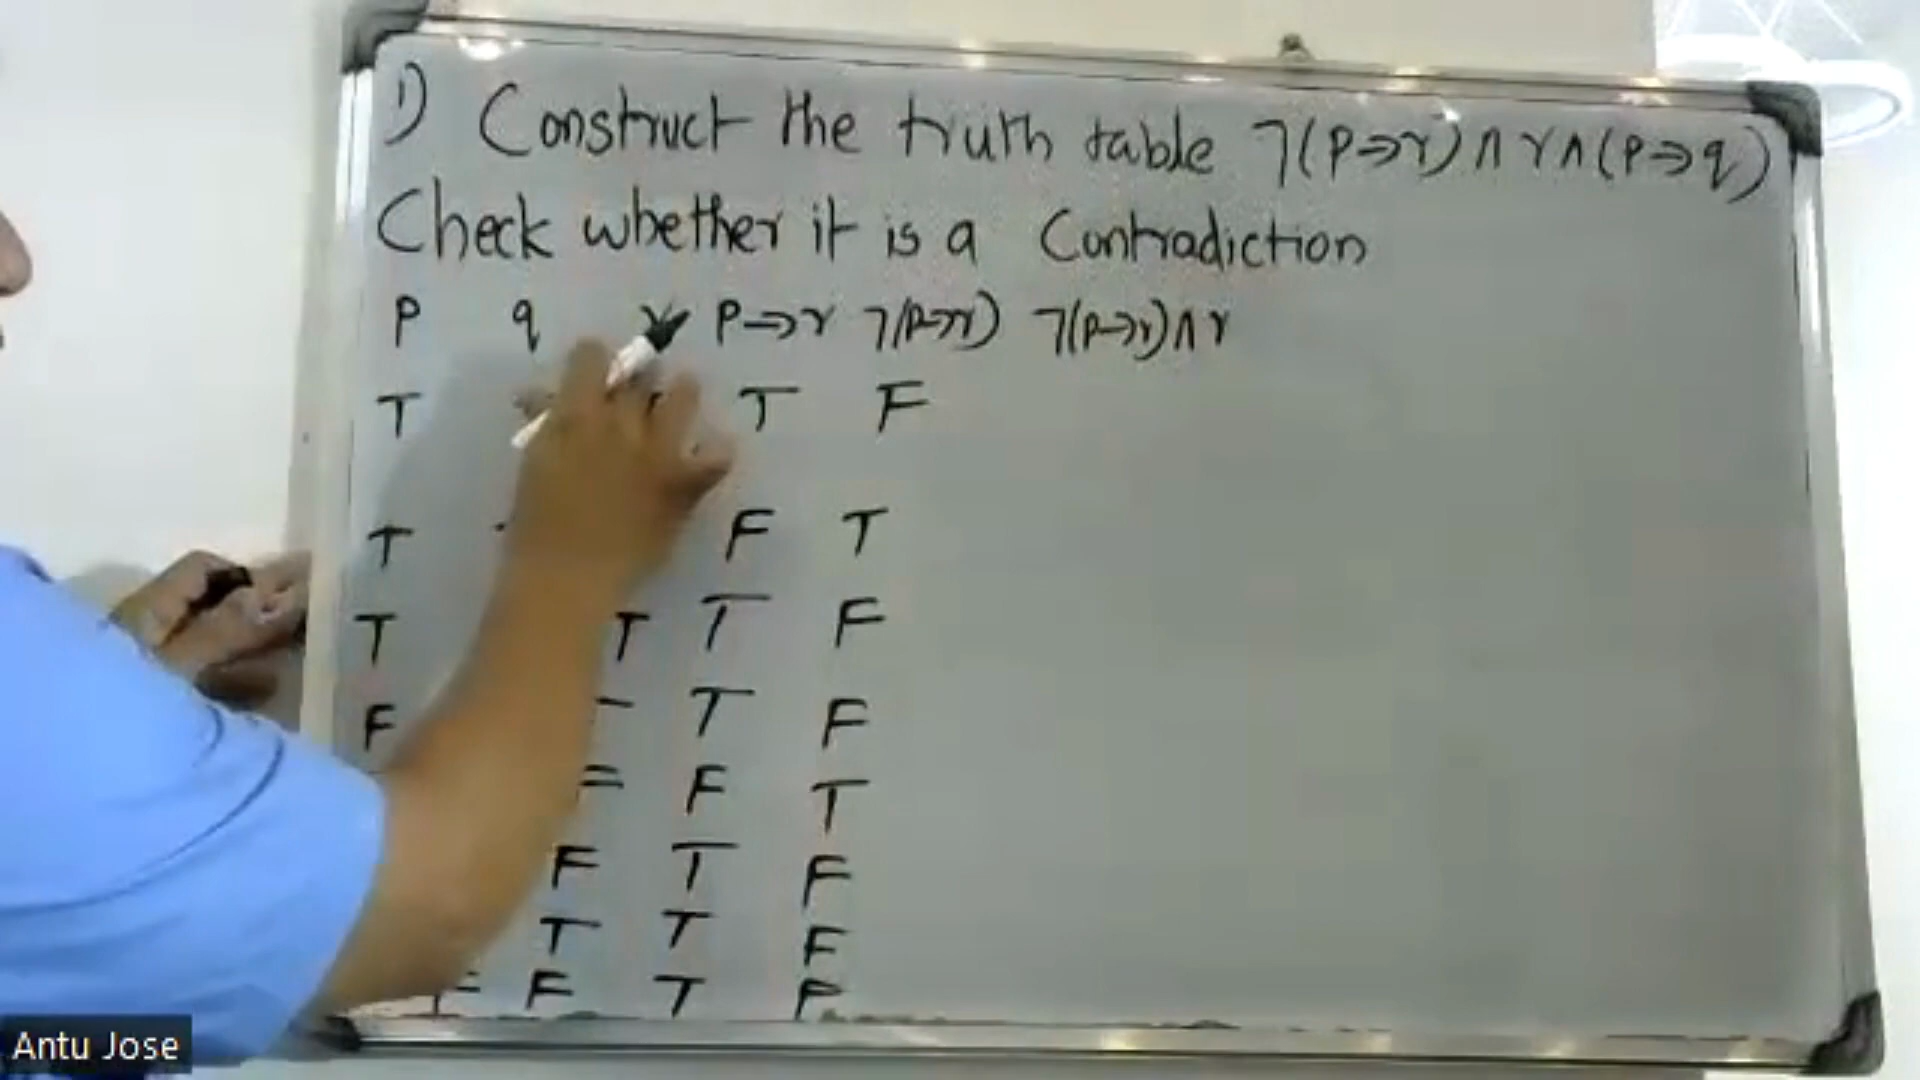 1) Construct the truth table ¬(P⇒r)∧r∧(P⇒q)
Check whether it is a Contradiction
P q r P⇒r ¬(P⇒r) ¬(P⇒r)∧r
T T F
T F T
T T T F
F T F
F T
F T F
T T F
F F T F
Antu Jose